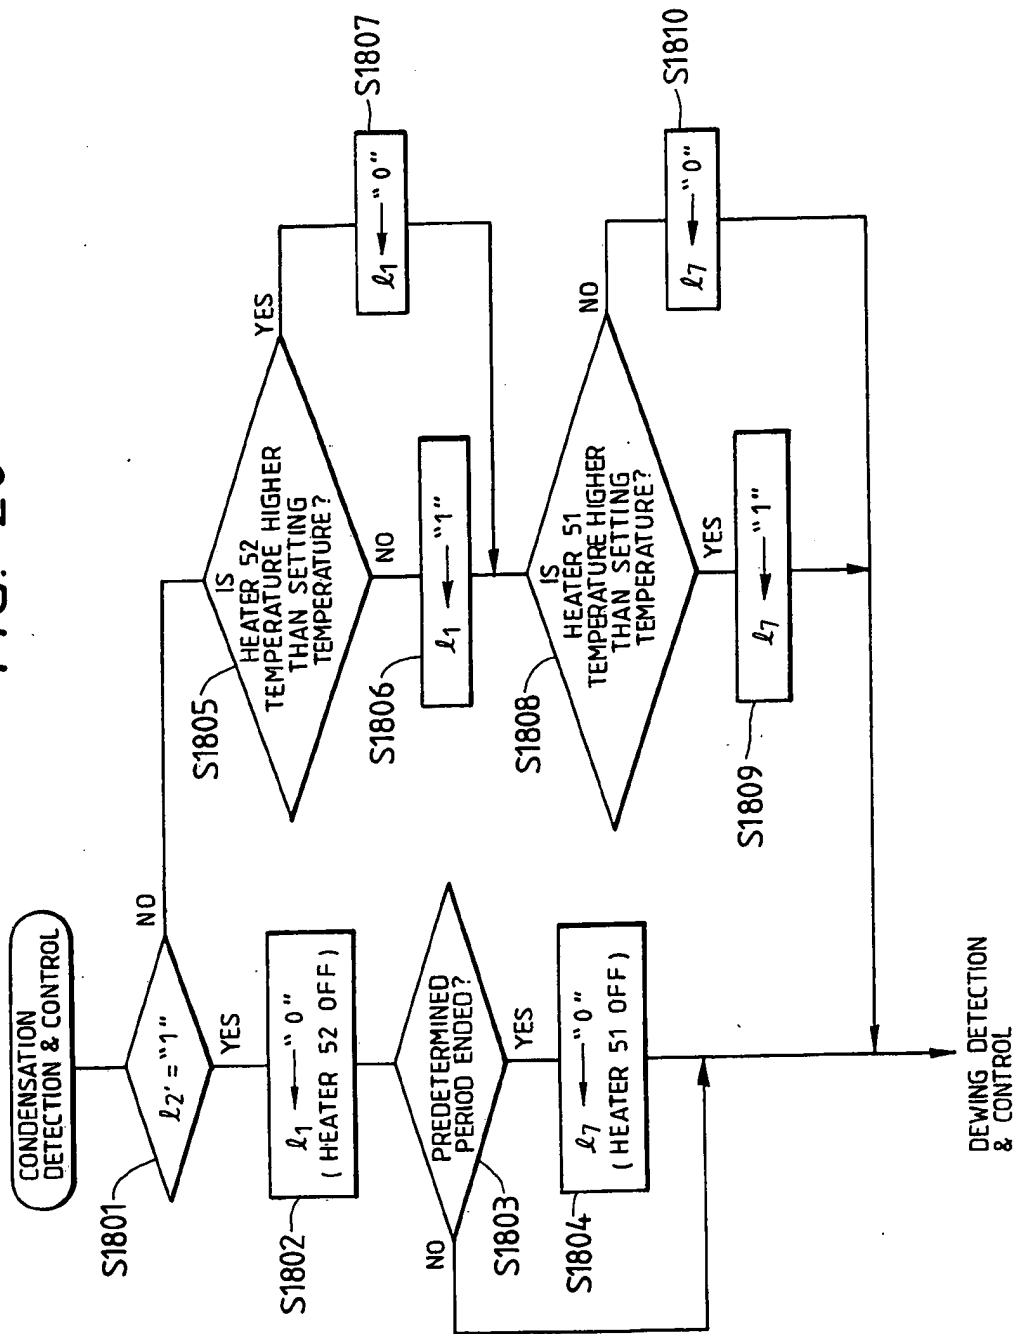 CONDENSATION
DETECTION & CONTROL
S1801
ℓ2' = "1"
NO
YES
S1802
ℓ1 ← "0"
(HEATER 52 OFF)
S1803
PREDETERMINED
PERIOD ENDED?
NO
YES
S1804
ℓ7 ← "0"
(HEATER 51 OFF)
S1805
IS
HEATER 52
TEMPERATURE HIGHER
THAN SETTING
TEMPERATURE?
YES
NO
S1806
ℓ1 ← "1"
S1807
ℓ1 ← "0"
S1808
IS
HEATER 51
TEMPERATURE HIGHER
THAN SETTING
TEMPERATURE?
NO
YES
S1809
ℓ7 ← "1"
S1810
ℓ7 ← "0"
DEWING DETECTION
& CONTROL